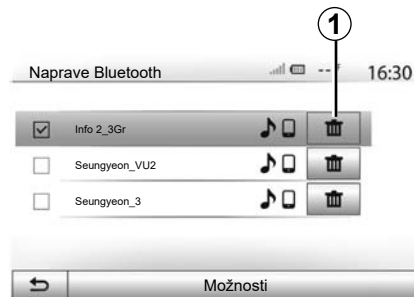 1
Naprave Bluetooth --° 16:30
Info 2_3Gr
Seungyeon_VU2
Seungyeon_3
Možnosti